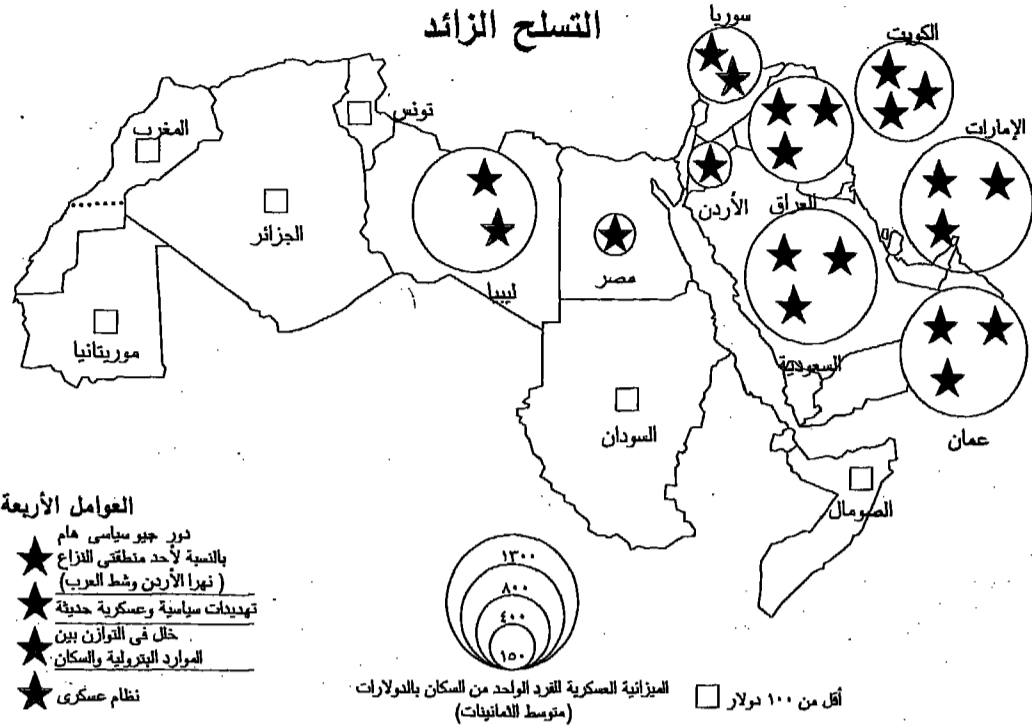 التسلح الزائد
سوريا
الكويت
الإمارات
تونس
المغرب
الأردن
العراق
الجزائر
مصر
ليبيا
موريتانيا
السعودية
السودان
عمان
الصومال
العوامل الأربعة
دور جيو سياسى هام
بالنسبة لأحد منطقتى النزاع
(نهرا الأردن وشط العرب)
تهديدات سياسية وعسكرية حديثة
خلل فى التوازن بين
الموارد البترولية والسكان
نظام عسكرى
١٣٠٠
٨٠٠
٤٠٠
١٥٠
الميزانية العسكرية للفرد الواحد من السكان بالدولارات
(متوسط الثمانينات)
أقل من ١٠٠ دولار